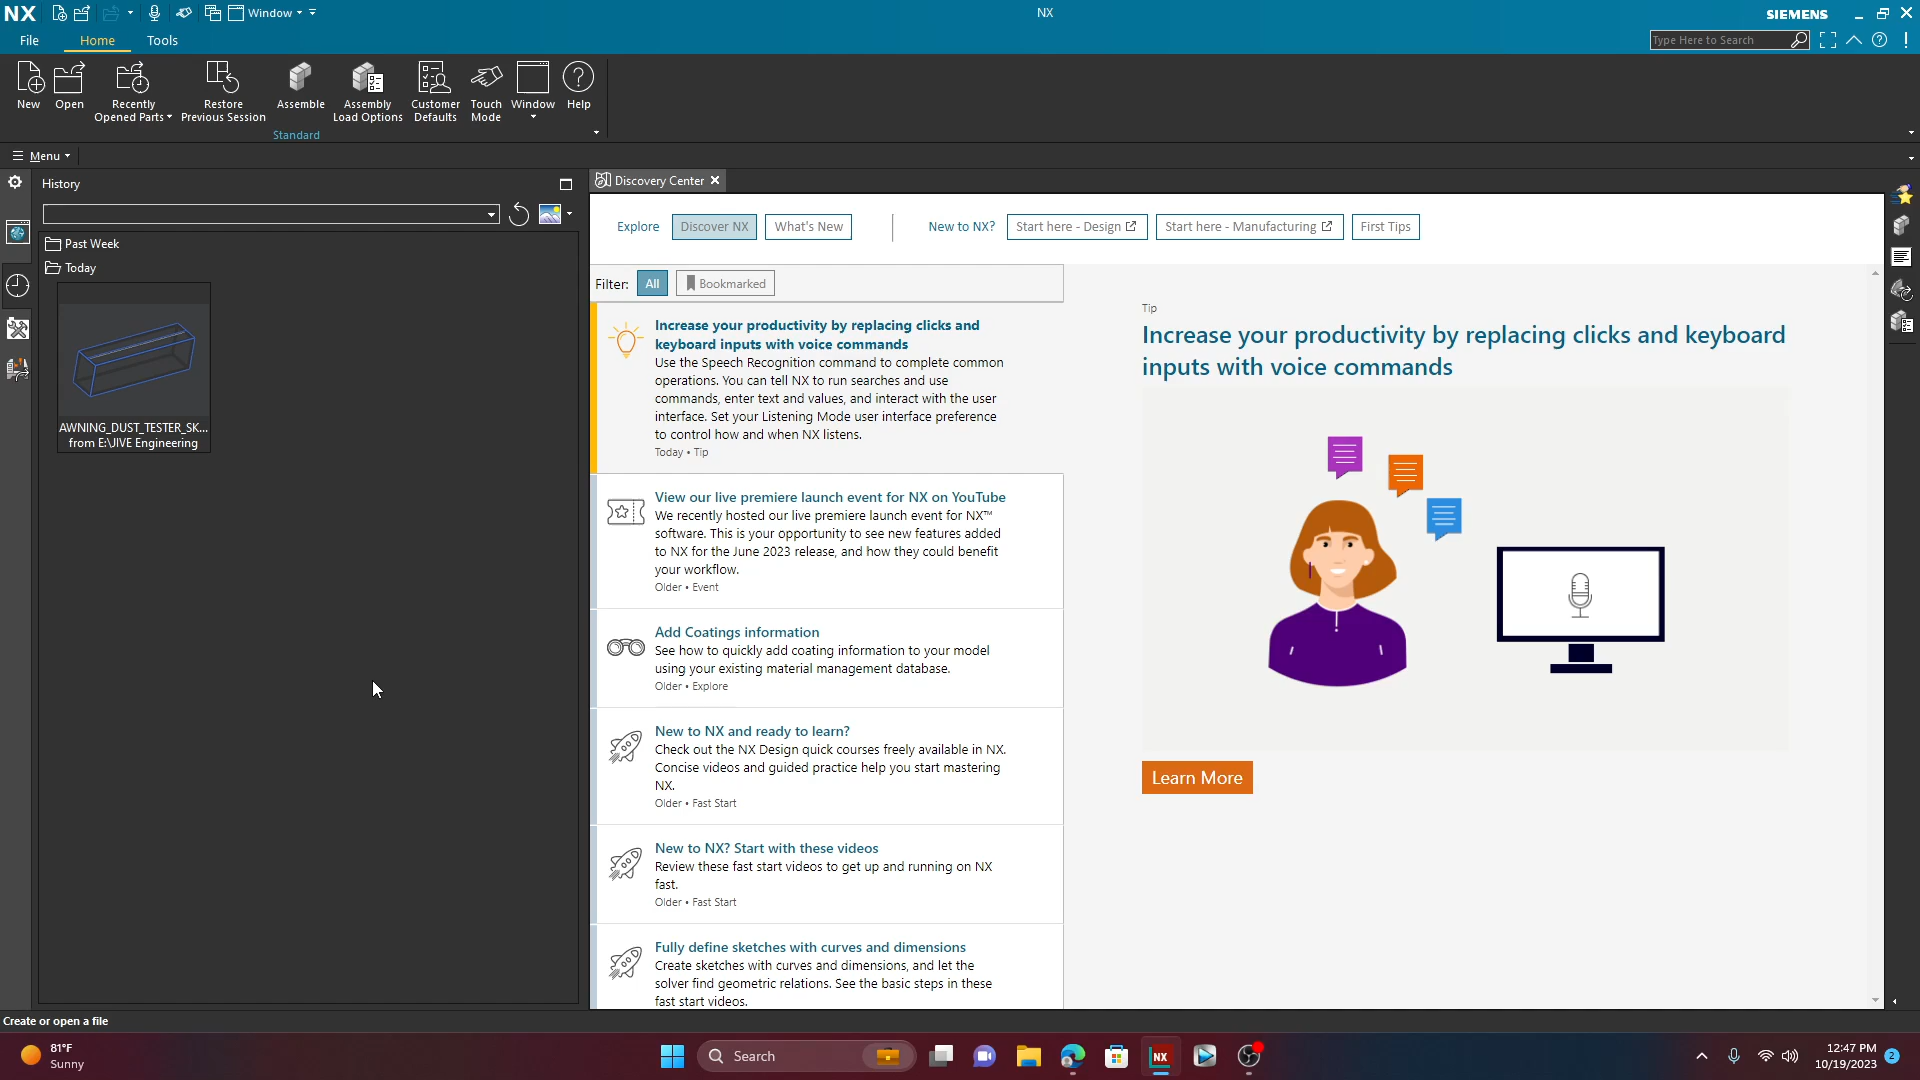 NX
Window
NX
SIEMENS
File
Home
Tools
Type Here to Search
New
Open
Recently
Opened Parts
Restore
Previous Session
Assemble
Assembly
Load Options
Customer
Defaults
Touch
Mode
Window
Help
Standard
Menu
History
Discovery Center
Explore
Discover NX
What's New
New to NX?
Start here - Design
Start here - Manufacturing
First Tips
Past Week
Today
AWNING_DUST_TESTER_SK...
from E:\JIVE Engineering
Filter:
All
Bookmarked
Increase your productivity by replacing clicks and
keyboard inputs with voice commands
Use the Speech Recognition command to complete common
operations. You can tell NX to run searches and use
commands, enter text and values, and interact with the user
interface. Set your Listening Mode user interface preference
to control how and when NX listens.
Today • Tip
View our live premiere launch event for NX on YouTube
We recently hosted our live premiere launch event for NX™
software. This is your opportunity to see new features added
to NX for the June 2023 release, and how they could benefit
your workflow.
Older • Event
Add Coatings information
See how to quickly add coating information to your model
using your existing material management database.
Older • Explore
New to NX and ready to learn?
Check out the NX Design quick courses freely available in NX.
Concise videos and guided practice help you start mastering
NX.
Older • Fast Start
New to NX? Start with these videos
Review these fast start videos to get up and running on NX
fast.
Older • Fast Start
Fully define sketches with curves and dimensions
Create sketches with curves and dimensions, and let the
solver find geometric relations. See the basic steps in these
fast start videos.
Tip
Increase your productivity by replacing clicks and keyboard
inputs with voice commands
Learn More
Create or open a file
81°F
Sunny
Search
NX
12:47 PM
10/19/2023
2